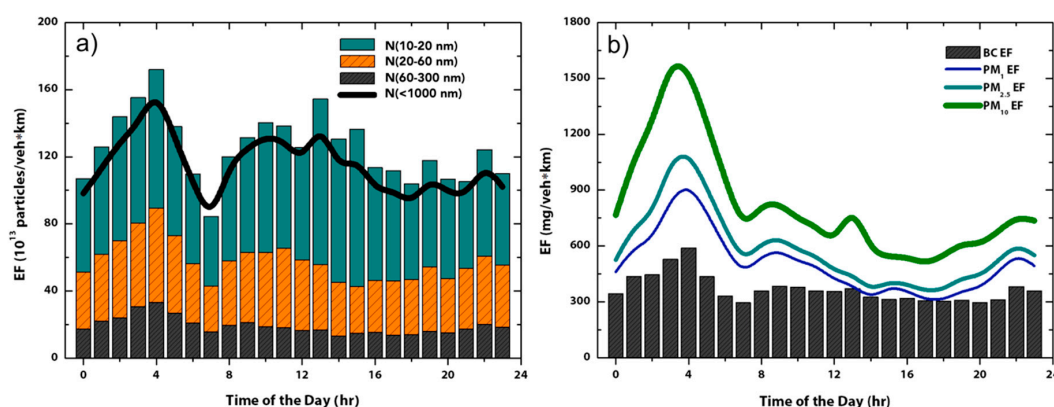 a)
N(10-20 nm)
N(20-60 nm)
N(60-300 nm)
N(<1000 nm)
EF (10¹³ particles/veh*km)
200
160
120
80
40
0
0 4 8 12 16 20 24
Time of the Day (hr)
b)
BC EF
PM₁ EF
PM₂.₅ EF
PM₁₀ EF
EF (mg/veh*km)
1800
1500
1200
900
600
300
0
0 4 8 12 16 20 24
Time of the Day (hr)